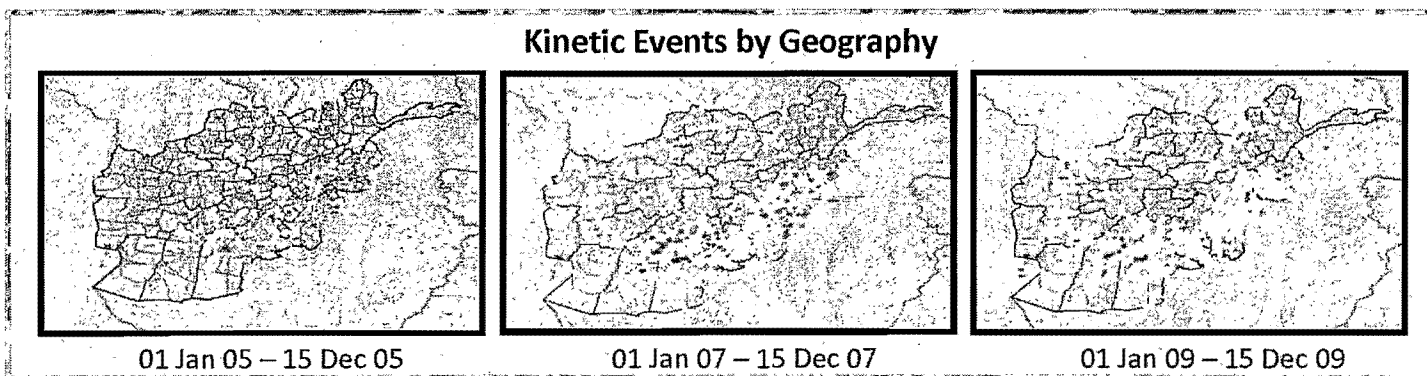 Kinetic Events by Geography
01 Jan 05 – 15 Dec 05
01 Jan 07 – 15 Dec 07
01 Jan 09 – 15 Dec 09